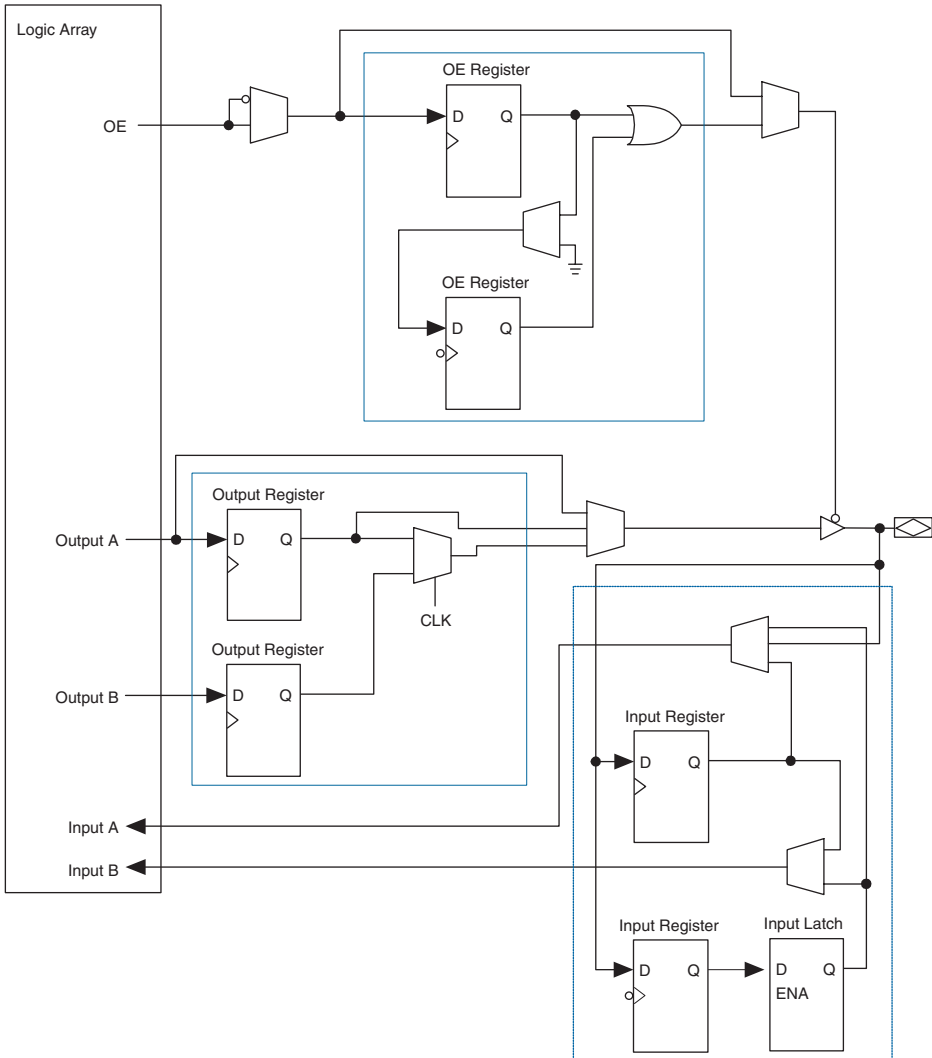 Logic Array
OE Register
OE
D Q
OE Register
D Q
Output Register
Output A
D Q
CLK
Output Register
Output B
D Q
Input Register
D Q
Input A
Input B
Input Register
Input Latch
D Q
D Q
ENA